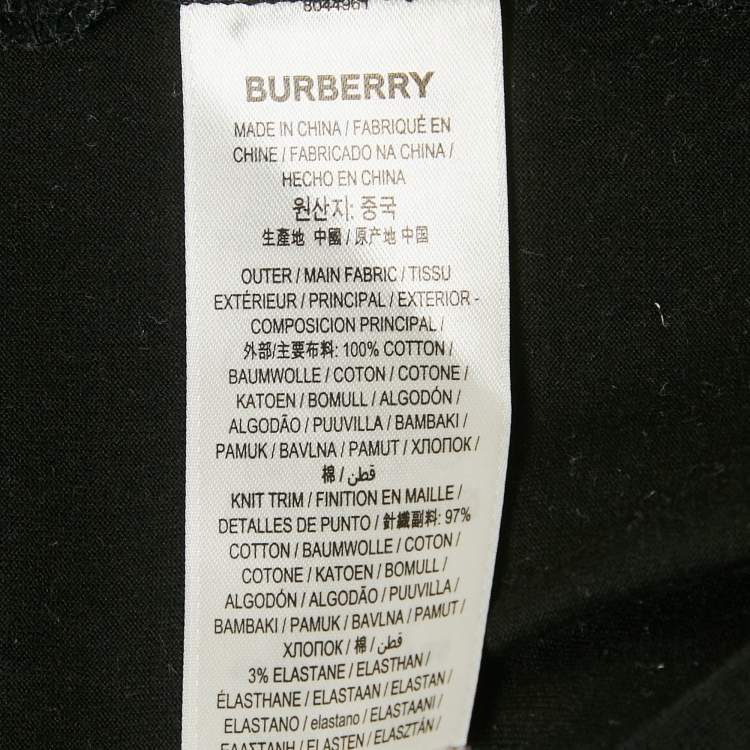 8044961
BURBERRY
MADE IN CHINA / FABRIQUÉ EN
CHINE / FABRICADO NA CHINA /
HECHO EN CHINA
원산지: 중국
生產地 中國 / 原产地 中国
OUTER / MAIN FABRIC / TISSU
EXTÉRIEUR / PRINCIPAL / EXTERIOR -
COMPOSICION PRINCIPAL /
外部/主要布料: 100% COTTON /
BAUMWOLLE / COTON / COTONE /
KATOEN / BOMULL / ALGODÓN /
ALGODÃO / PUUVILLA / BAMBAKI /
PAMUK / BAVLNA / PAMUT / ХЛОПОК /
棉 / قطن
KNIT TRIM / FINITION EN MAILLE /
DETALLES DE PUNTO / 針織副料: 97%
COTTON / BAUMWOLLE / COTON /
COTONE / KATOEN / BOMULL /
ALGODÓN / ALGODÃO / PUUVILLA /
BAMBAKI / PAMUK / BAVLNA / PAMUT /
ХЛОПОК / 棉 / قطن
3% ELASTANE / ELASTHAN /
ÉLASTHANE / ELASTAAN / ELASTAN /
ELASTANO / elastano / ELASTAANI /
ΕΛΑΣΤΑΝΗ / ELASTEN / ELASZTÁN /